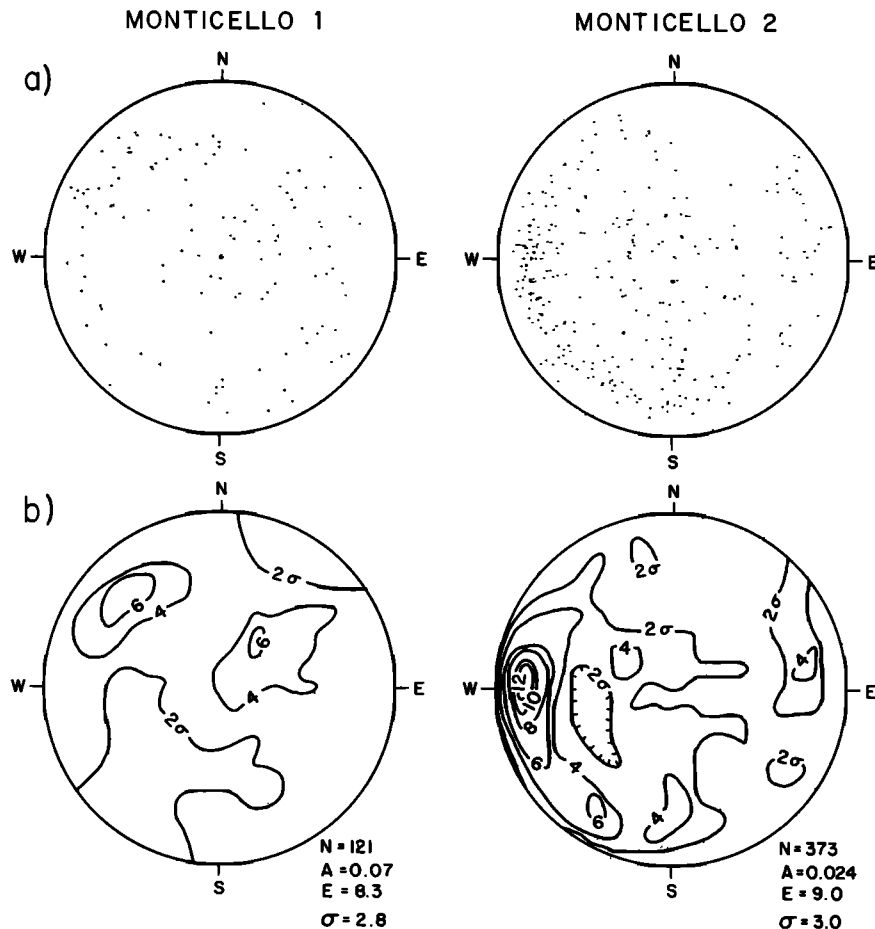 MONTICELLO 1
MONTICELLO 2
a)
N
W
E
S
N
W
E
S
b)
N
W
E
S
2σ
6
4
6
4
2σ
N=121
A=0.07
E=8.3
σ=2.8
N
W
E
S
2σ
2σ
2σ
4
4
2σ
12
10
8
6
4
6
4
2σ
N=373
A=0.024
E=9.0
σ=3.0